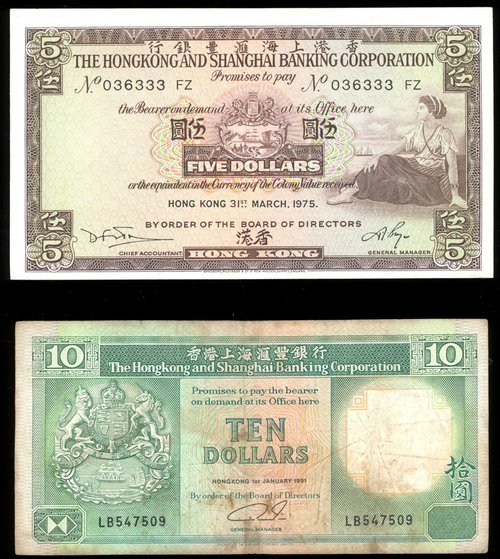 行銀豐滙海上港香
5 THE HONGKONG AND SHANGHAI BANKING CORPORATION 5
伍 Promises to pay 伍
No 036333 FZ No 036333 FZ
the Bearer on demand at its Office here
圓伍 圓伍
FIVE DOLLARS
or the equivalent in the Currency of the Colony Value received
HONG KONG 31ST MARCH, 1975.
BY ORDER OF THE BOARD OF DIRECTORS
伍 港香 伍
5 CHIEF ACCOUNTANT. HONG KONG GENERAL MANAGER. 5
10 香港上海滙豐銀行 10
The Hongkong and Shanghai Banking Corporation
Promises to pay the bearer
on demand at its Office here
TEN
DOLLARS
HONGKONG 1st JANUARY 1991
By order of the Board of Directors
拾圓
LB547509 LB547509
GENERAL MANAGER